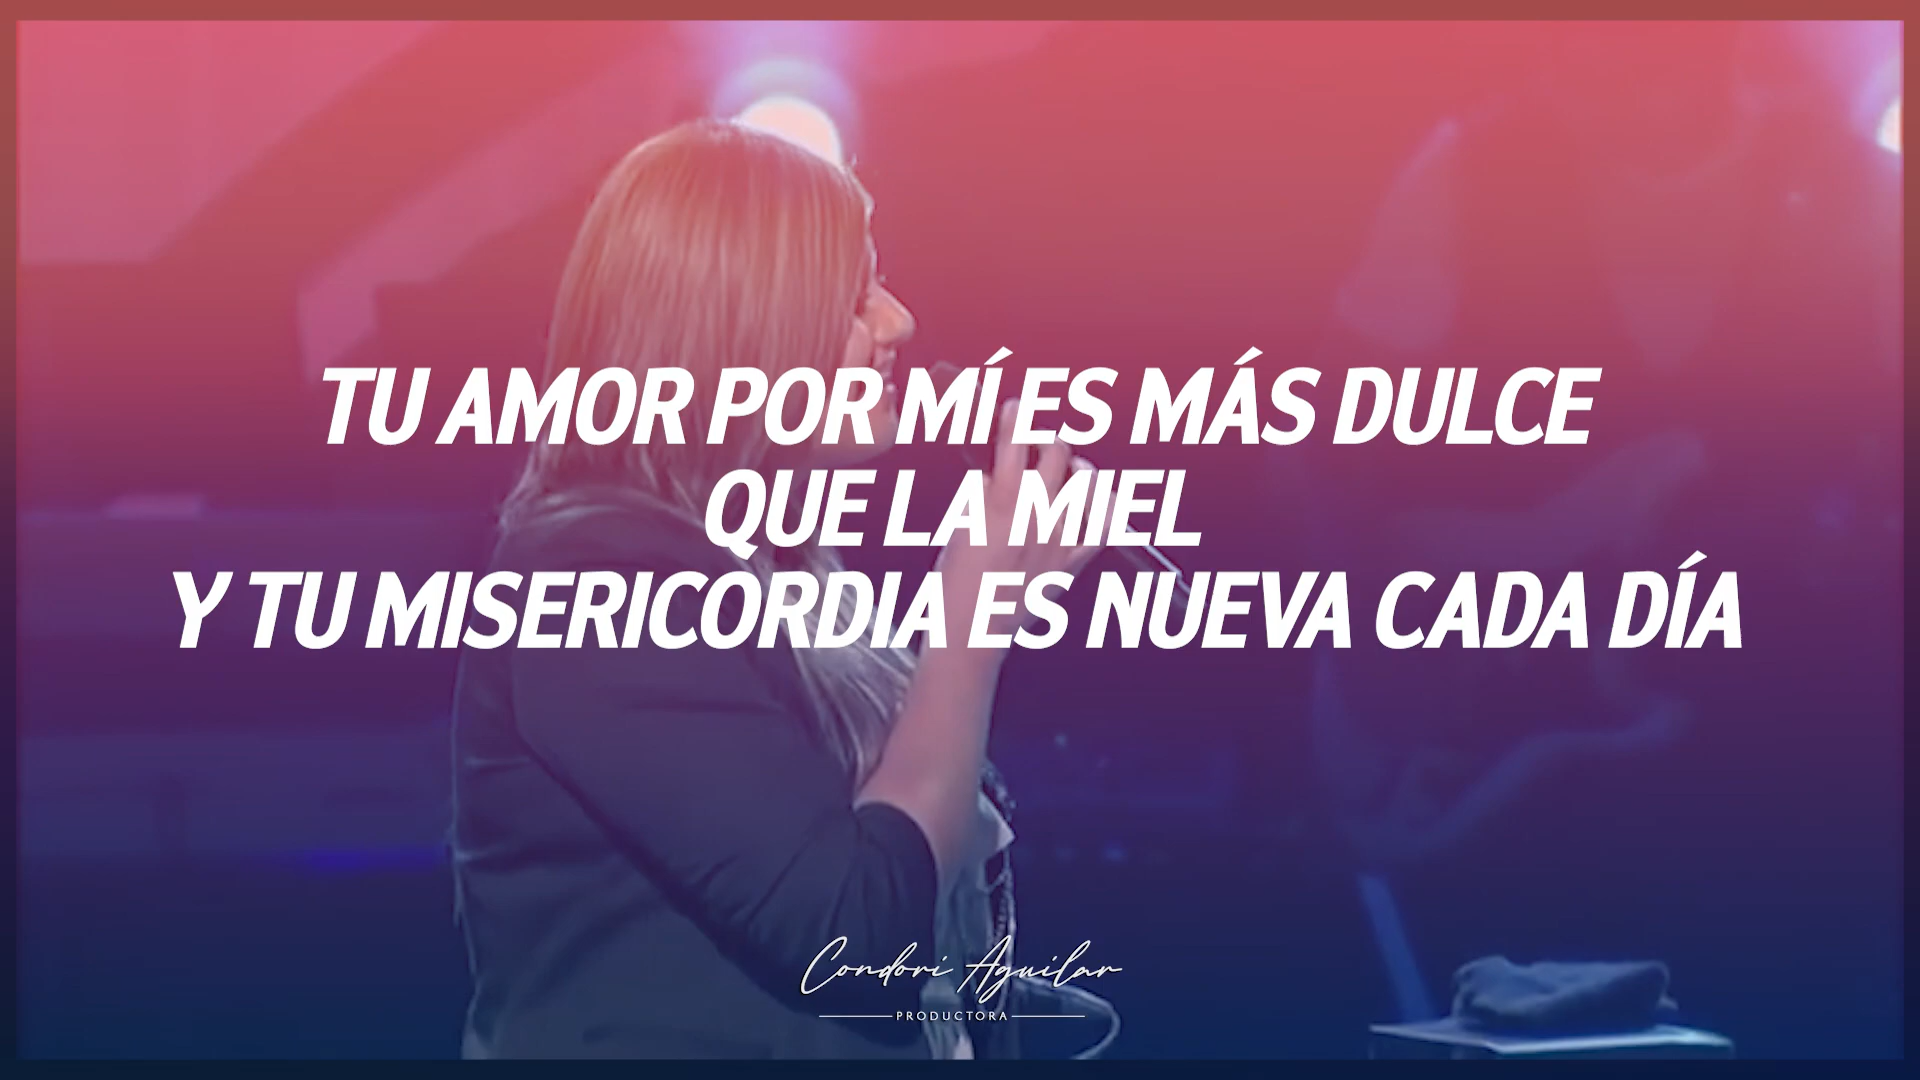 TU AMOR POR MÍ ES MÁS DULCE
QUE LA MIEL
Y TU MISERICORDIA ES NUEVA CADA DÍA
Condori Aguilar
PRODUCTORA